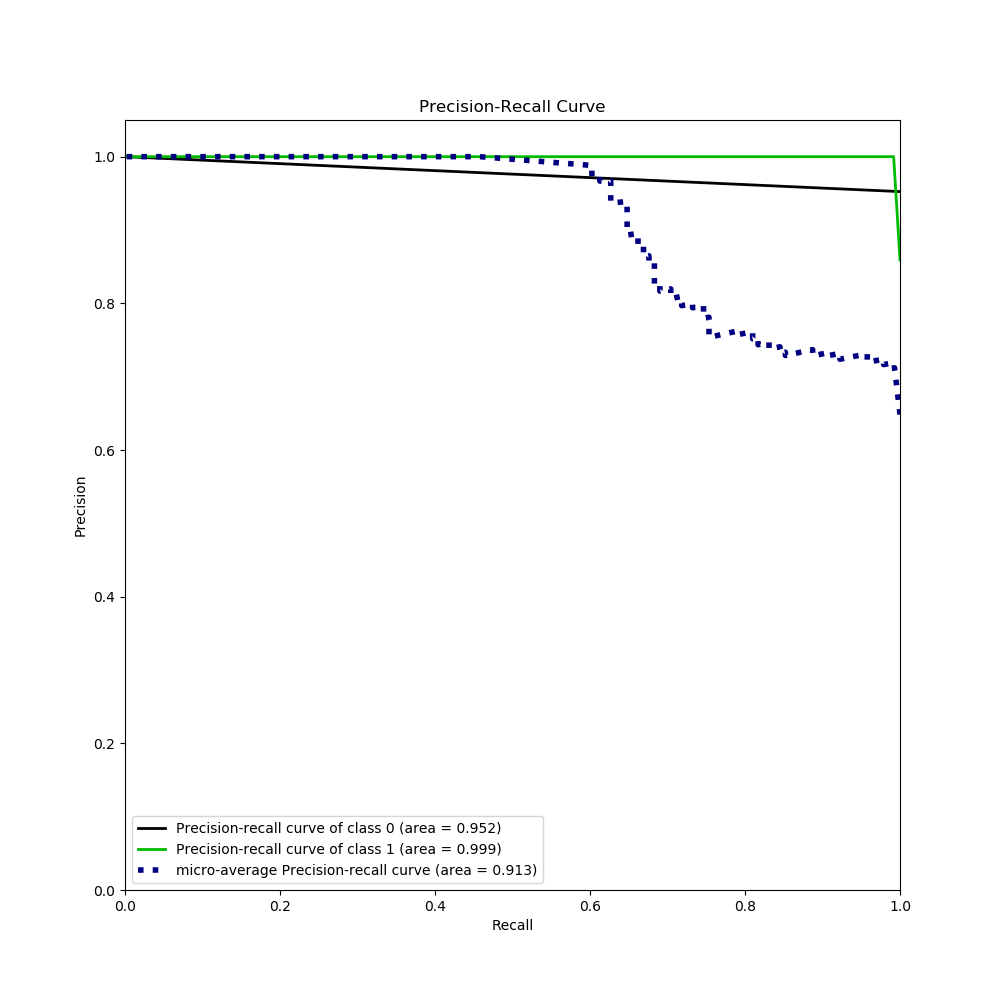 Precision-Recall Curve
1.0
0.8
0.6
0.4
0.2
0.0
Precision
Precision-recall curve of class 0 (area = 0.952)
Precision-recall curve of class 1 (area = 0.999)
micro-average Precision-recall curve (area = 0.913)
0.0 0.2 0.4 0.6 0.8 1.0
Recall